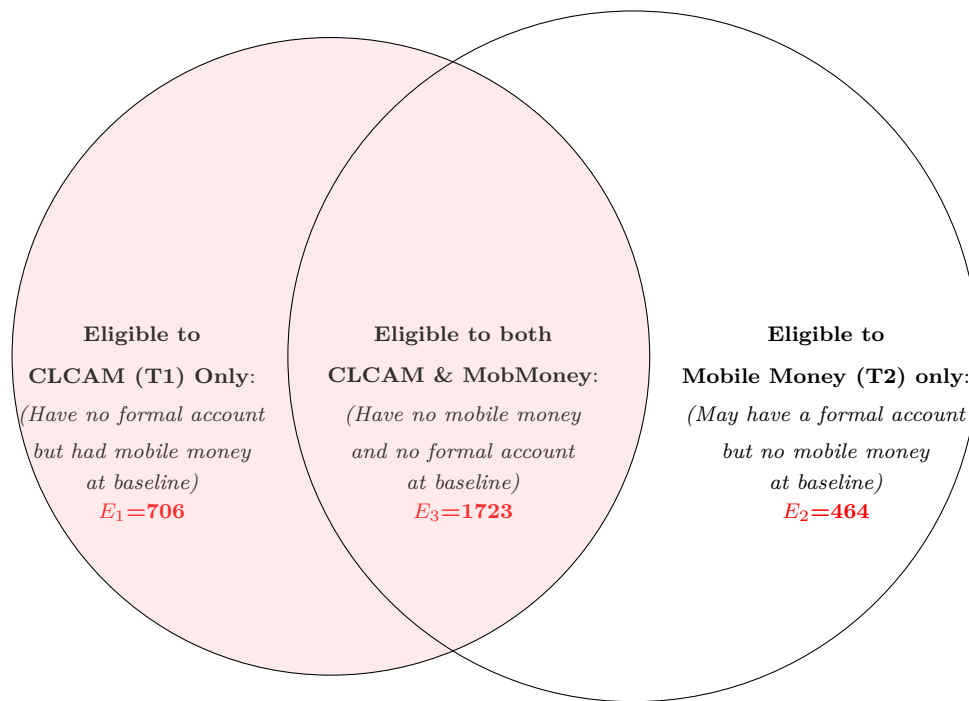 Eligible to
CLCAM (T1) Only:
(Have no formal account
but had mobile money
at baseline)
E₁=706
Eligible to both
CLCAM & MobMoney:
(Have no mobile money
and no formal account
at baseline)
E₃=1723
Eligible to
Mobile Money (T2) only:
(May have a formal account
but no mobile money
at baseline)
E₂=464